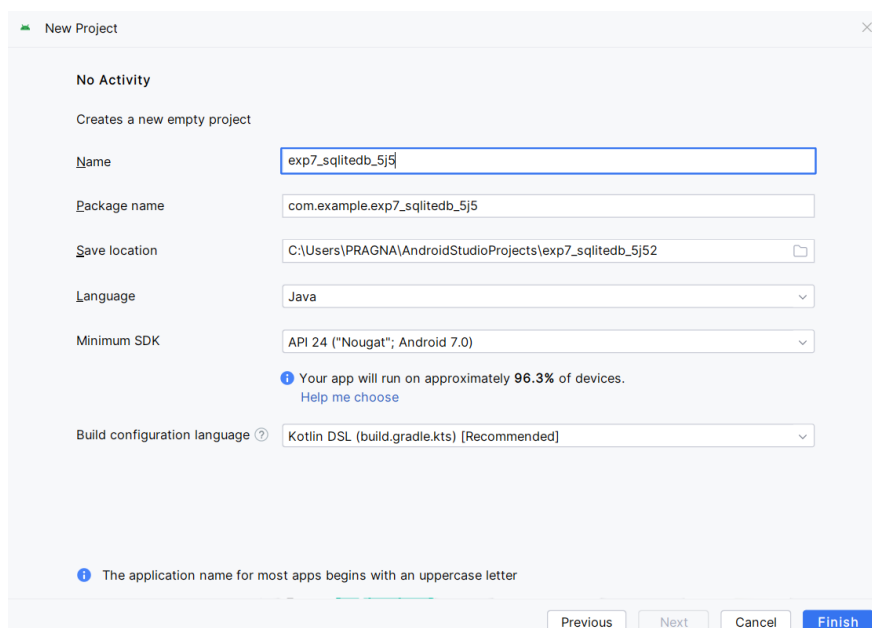 New Project
No Activity
Creates a new empty project
Name
exp7_sqlitedb_5j5
Package name
com.example.exp7_sqlitedb_5j5
Save location
C:\Users\PRAGNA\AndroidStudioProjects\exp7_sqlitedb_5j52
Language
Java
Minimum SDK
API 24 ("Nougat"; Android 7.0)
Your app will run on approximately 96.3% of devices.
Help me choose
Build configuration language ?
Kotlin DSL (build.gradle.kts) [Recommended]
The application name for most apps begins with an uppercase letter
Previous
Next
Cancel
Finish